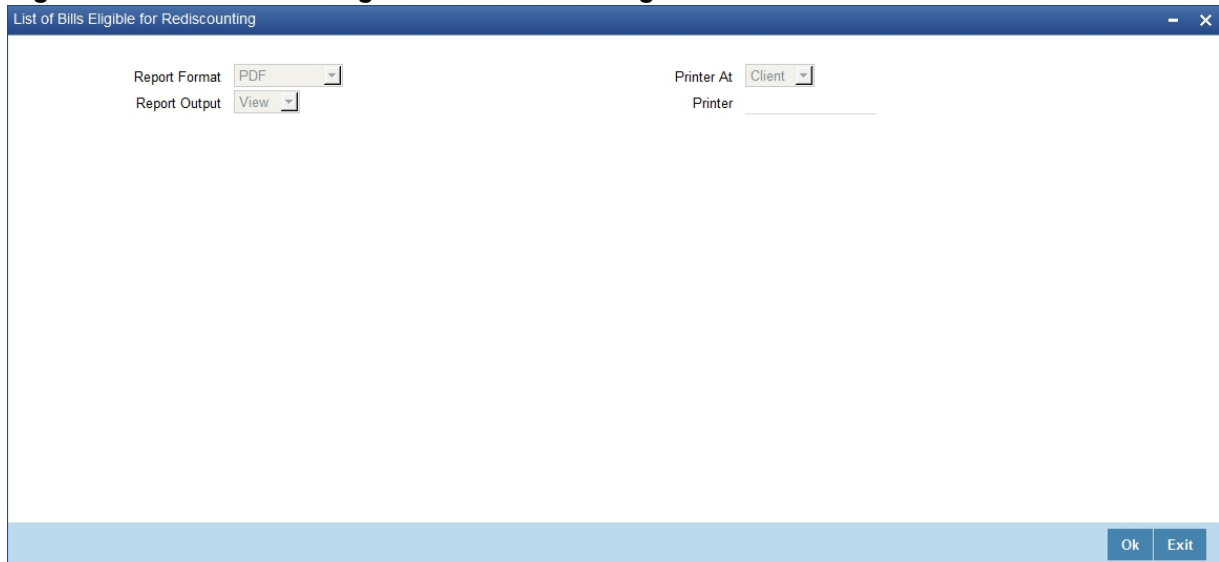 List of Bills Eligible for Rediscounting
Report Format PDF Printer At Client
Report Output View Printer
Ok Exit